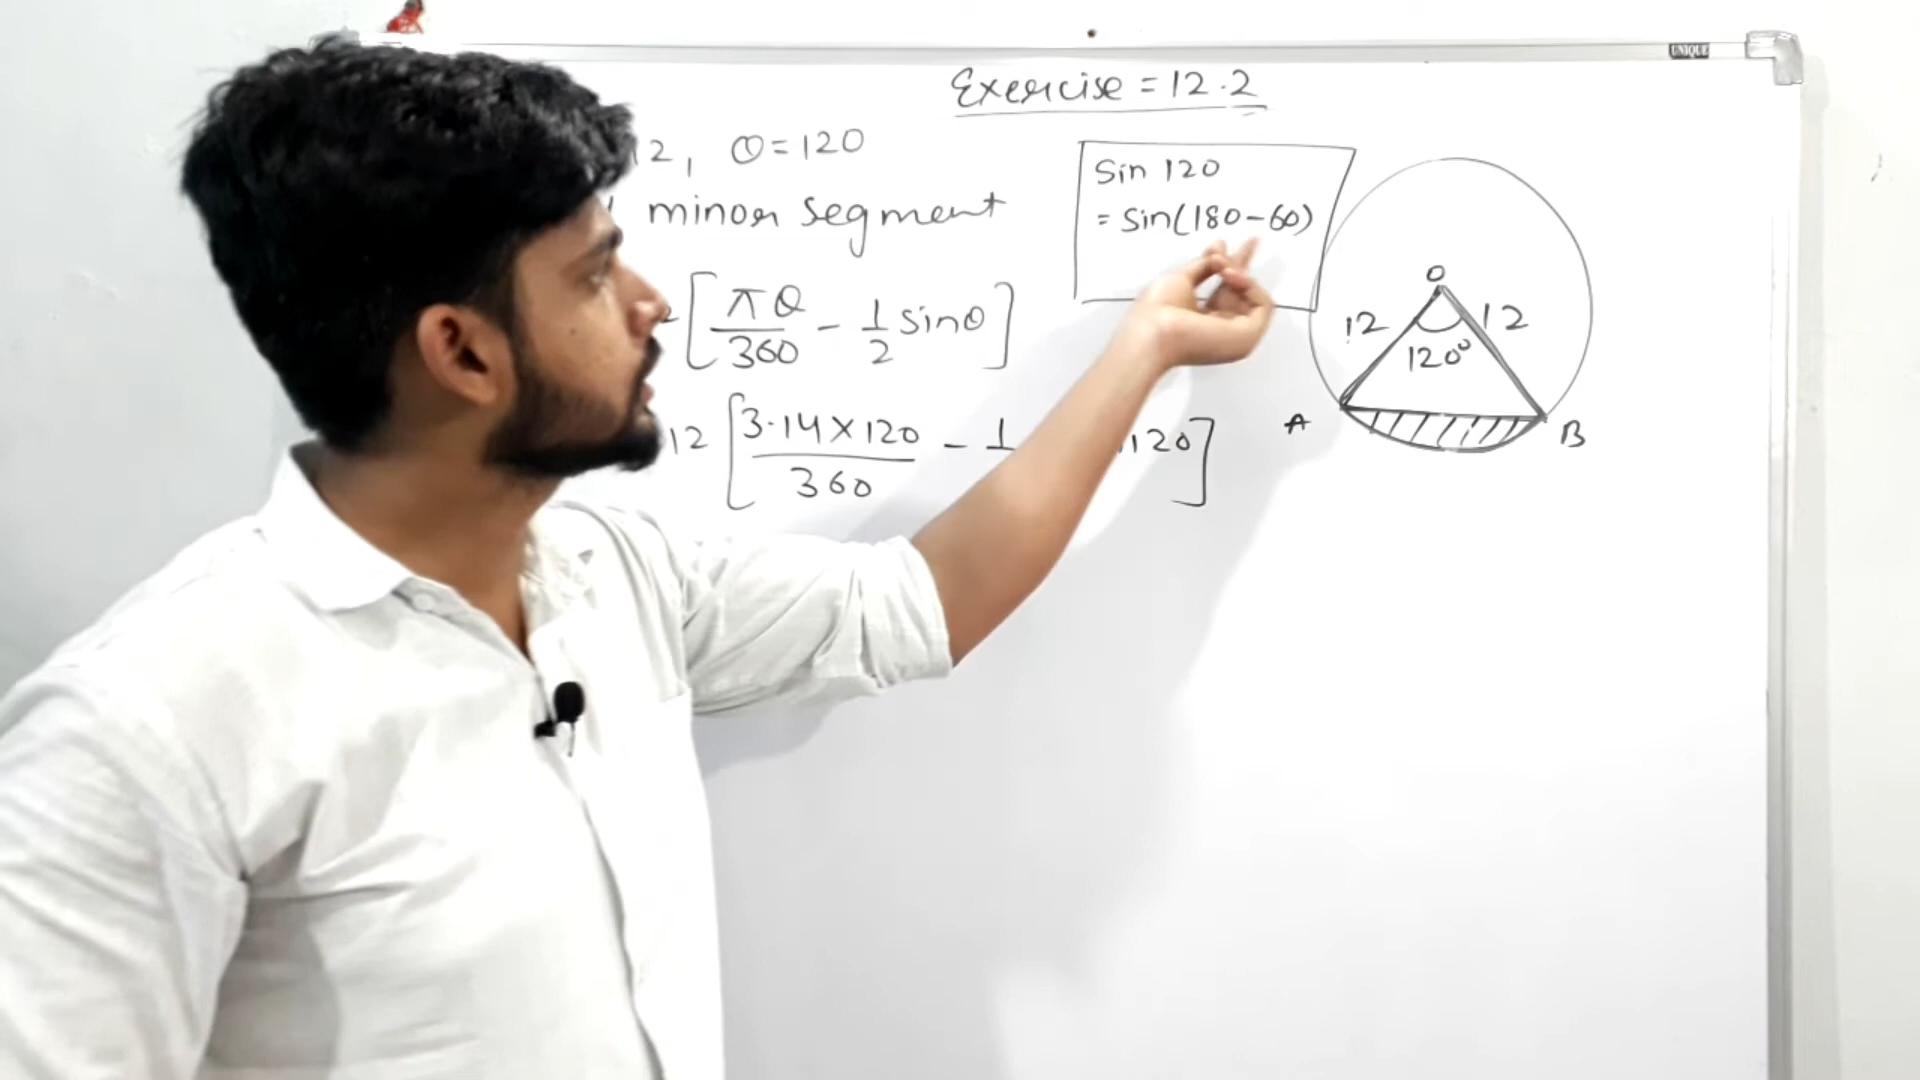 UNIQUE
Exercise = 12.2
12, θ = 120
minor segment
[πθ/360 - 1/2 sinθ]
12 [3.14×120/360 - 1 120]
Sin 120
= Sin(180-60)
O
12 12
120°
A B